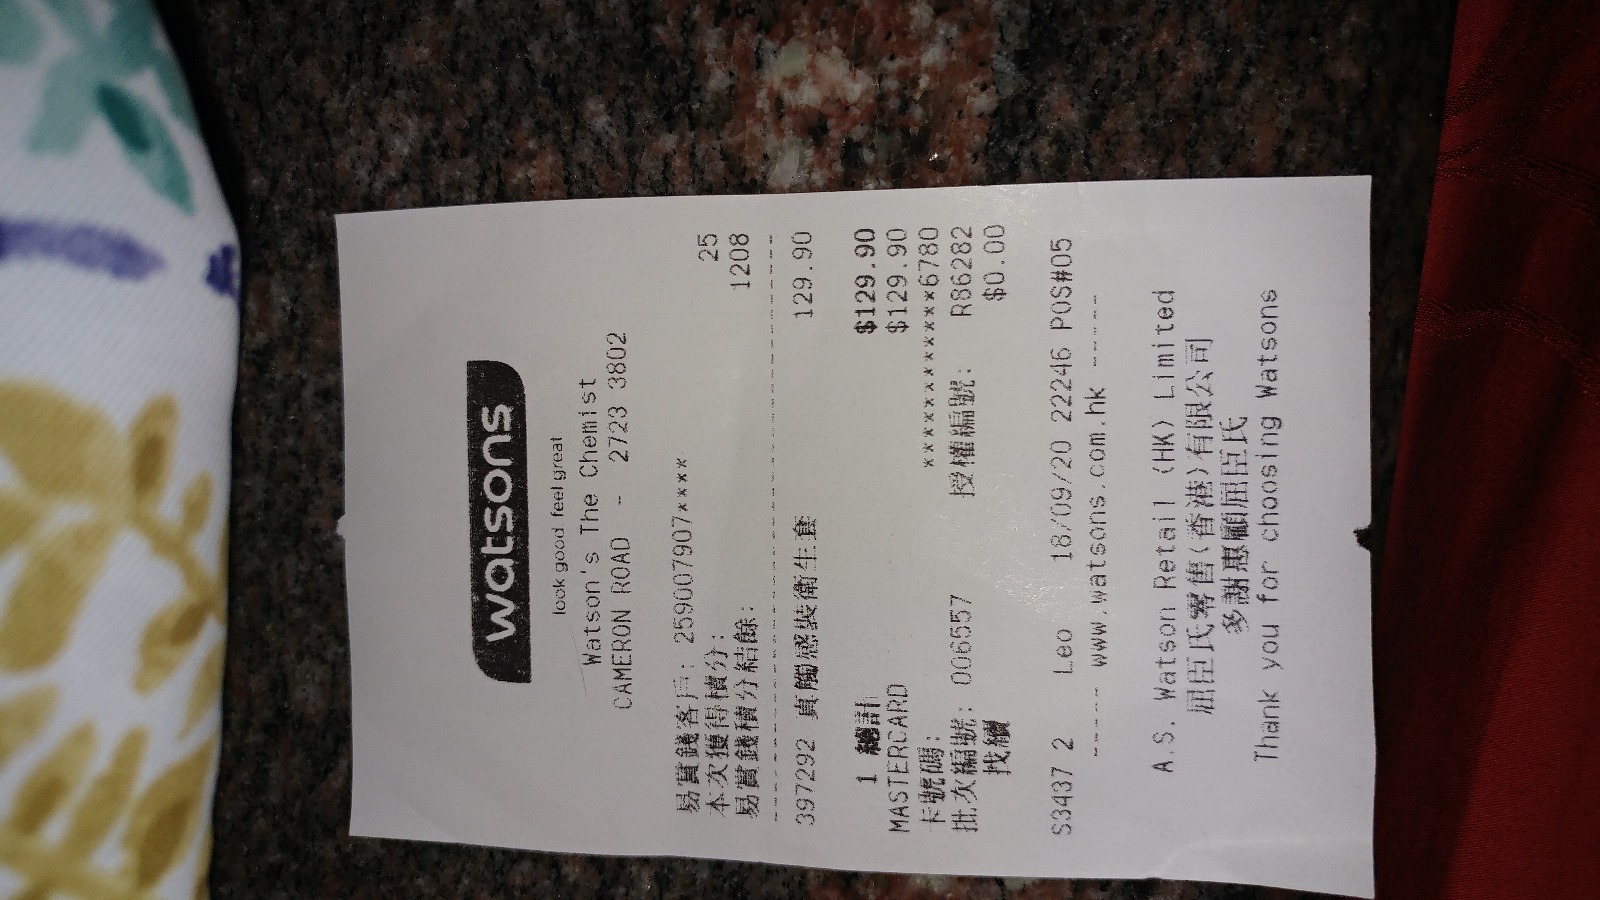 watsons
look good. feel great
Watson's The Chemist
CAMERON ROAD - 2723 3802
易賞錢客戶: 259007907****
本次獲得積分: 25
易賞錢積分結餘: 1208
397292 真觸感裝衛生套 129.90
1 總計 $129.90
MASTERCARD $129.90
卡號碼: ************6780
批次編號: 006557 授權編號: R86282
找續 $0.00
S3437 2 Leo 18/09/20 22246 POS#05
----- www.watsons.com.hk -----
A.S. Watson Retail (HK) Limited
屈臣氏零售(香港)有限公司
多謝惠顧屈臣氏
Thank you for choosing Watsons